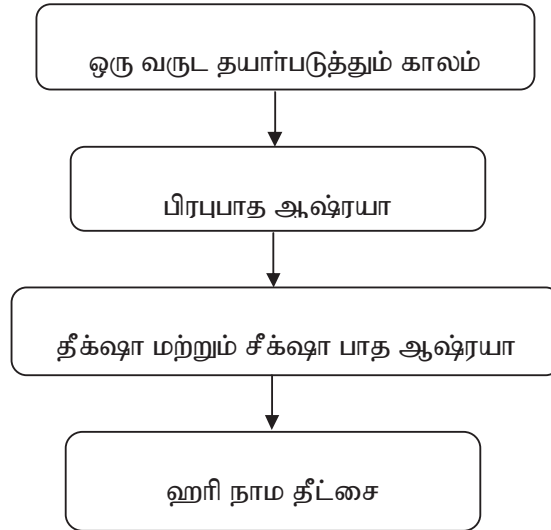 ஒரு வருட தயார்படுத்தும் காலம்
பிரபுபாத ஆஷ்ரயா
தீக்ஷா மற்றும் சீக்ஷா பாத ஆஷ்ரயா
ஹரி நாம தீட்சை